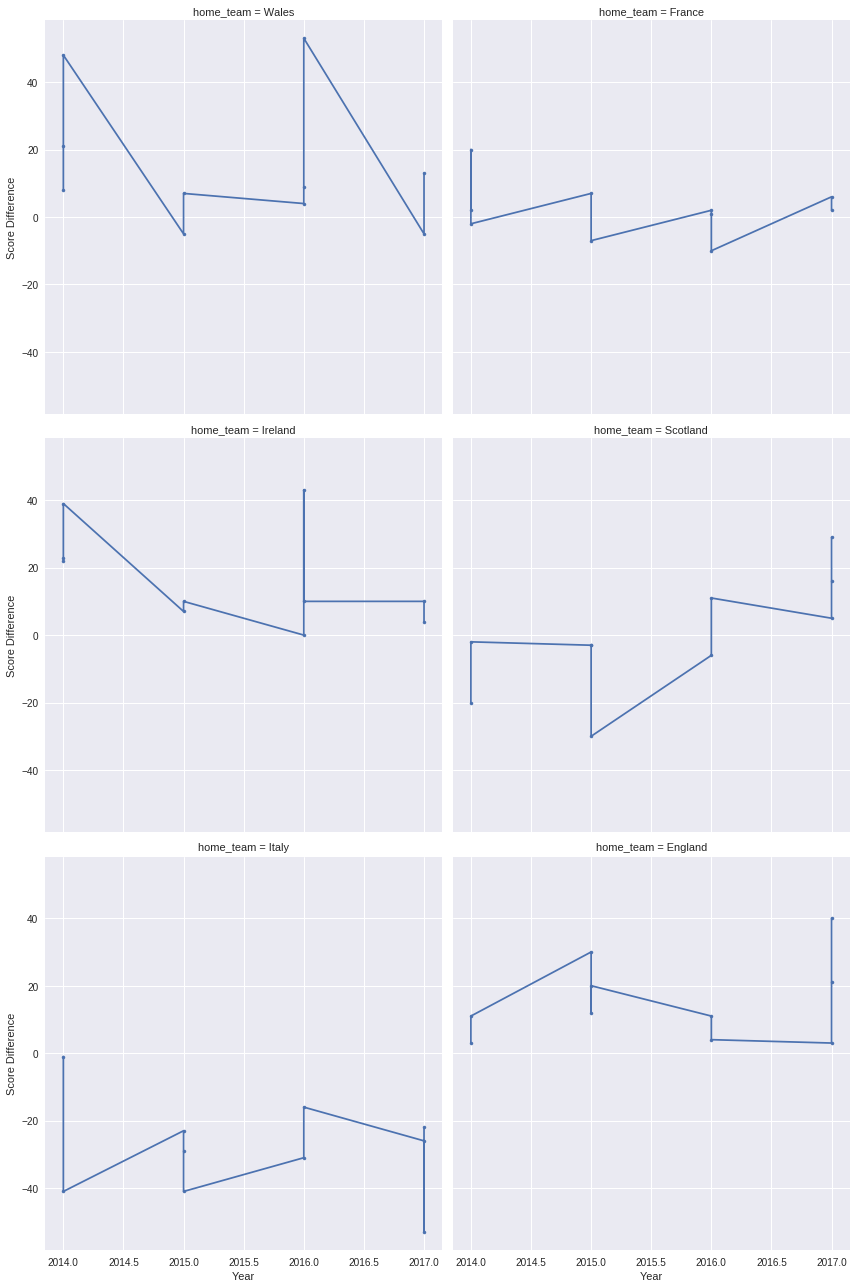 home_team = Wales
home_team = France
40
20
0
−20
−40
Score Difference
home_team = Ireland
home_team = Scotland
40
20
0
−20
−40
Score Difference
home_team = Italy
home_team = England
40
20
0
−20
−40
Score Difference
2014.0 2014.5 2015.0 2015.5 2016.0 2016.5 2017.0
Year
2014.0 2014.5 2015.0 2015.5 2016.0 2016.5 2017.0
Year